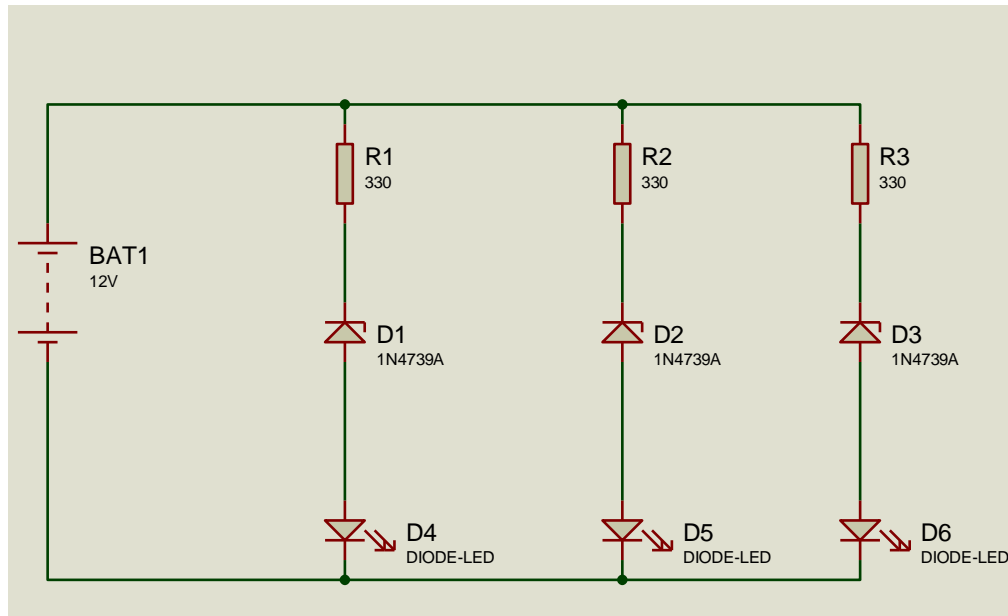 R1
330
R2
330
R3
330
BAT1
12V
D1
1N4739A
D2
1N4739A
D3
1N4739A
D4
DIODE-LED
D5
DIODE-LED
D6
DIODE-LED